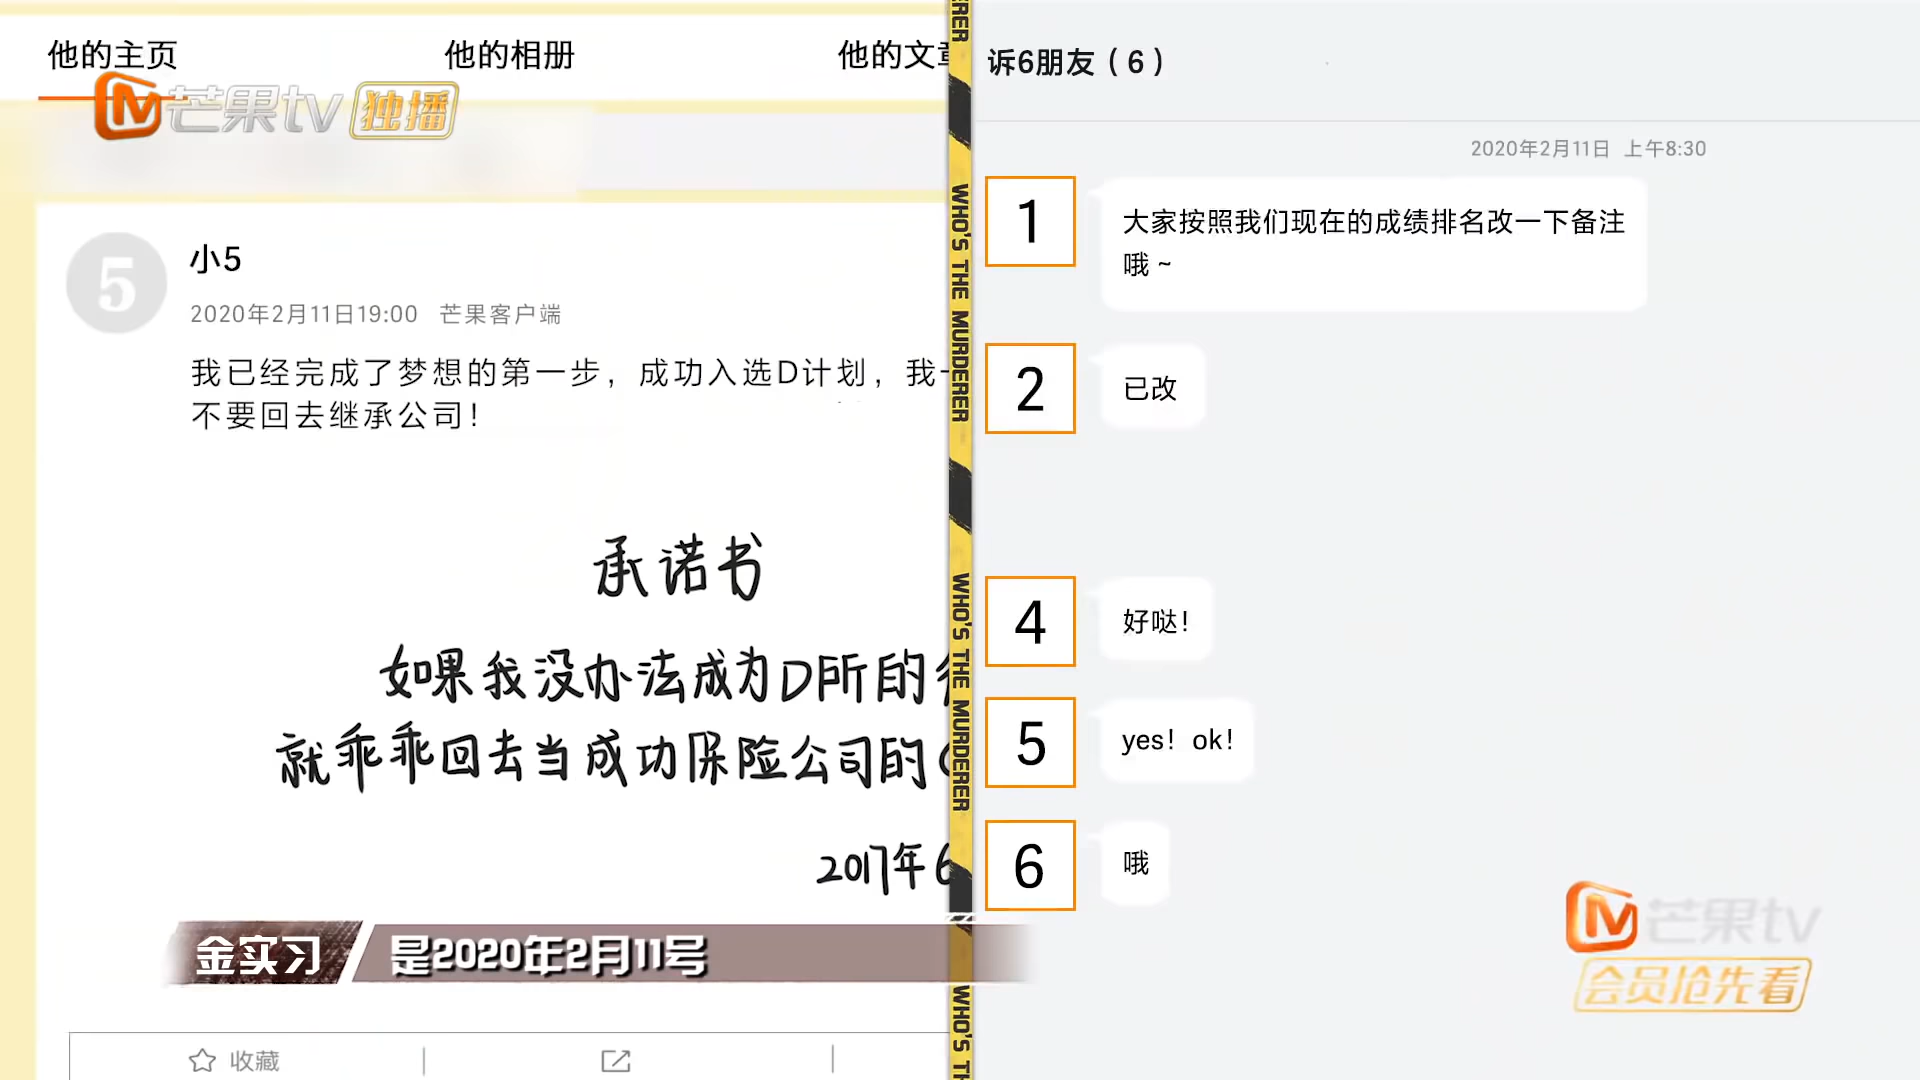 他的主页
他的相册
他的文
芒果tv 独播
5
小5
2020年2月11日19:00 芒果客户端
我已经完成了梦想的第一步，成功入选D计划，我
不要回去继承公司！
承诺书
如果我没办法成为D所的
就乖乖回去当成功保险公司的
2017年6
收藏
WHO'S THE MURDERER
WHO'S THE MURDERER
诉6朋友（6）
2020年2月11日 上午8:30
1
大家按照我们现在的成绩排名改一下备注
哦~
2
已改
4
好哒！
5
yes！ok！
6
哦
金实习
是2020年2月11号
芒果tv
会员抢先看